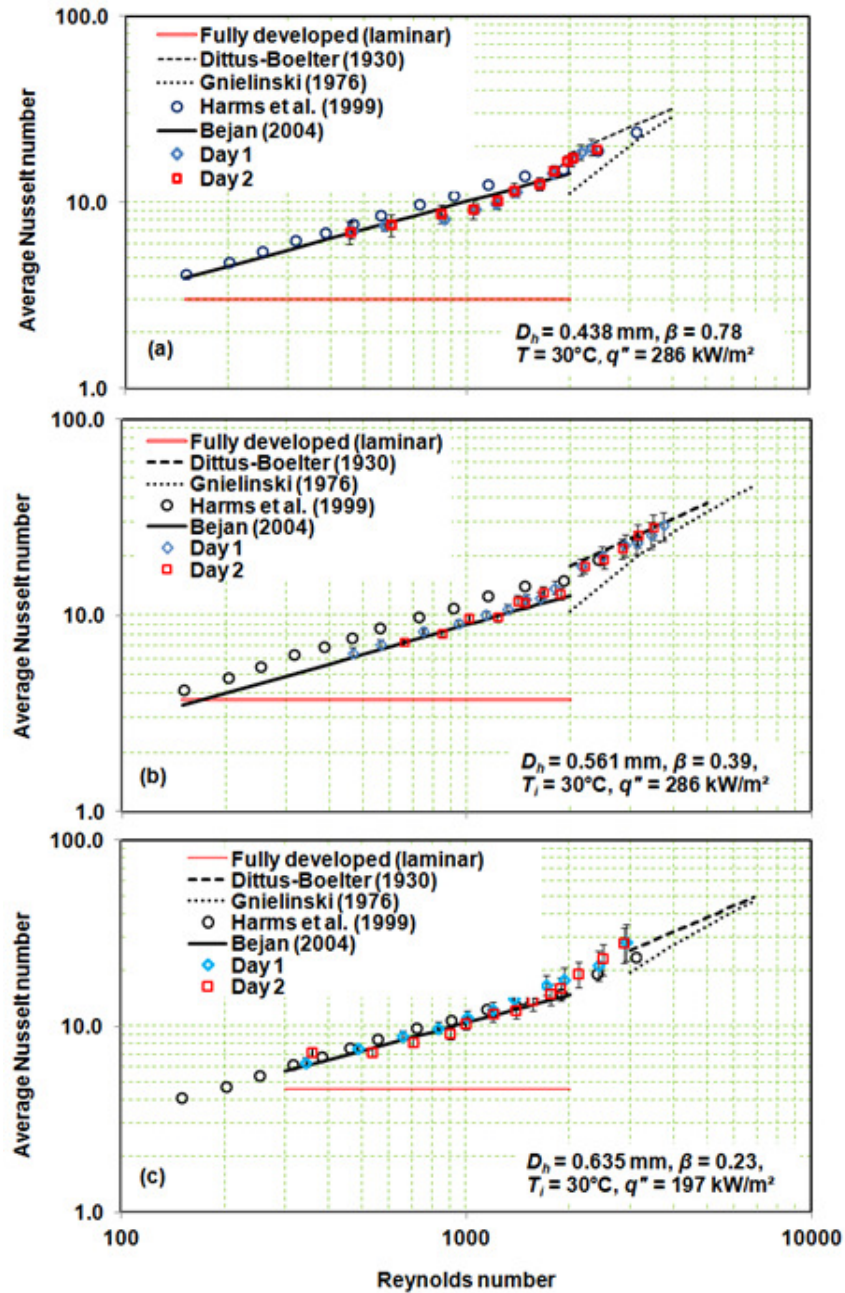 100.0
Fully developed (laminar)
Dittus-Boelter (1930)
Gnielinski (1976)
Harms et al. (1999)
Bejan (2004)
Day 1
Day 2
10.0
1.0
Average Nusselt number
(a)
Dh = 0.438 mm, β = 0.78
T = 30°C, q" = 286 kW/m²
100.0
Fully developed (laminar)
Dittus-Boelter (1930)
Gnielinski (1976)
Harms et al. (1999)
Bejan (2004)
Day 1
Day 2
10.0
1.0
Average Nusselt number
(b)
Dh = 0.561 mm, β = 0.39,
Ti = 30°C, q" = 286 kW/m²
100.0
Fully developed (laminar)
Dittus-Boelter (1930)
Gnielinski (1976)
Harms et al. (1999)
Bejan (2004)
Day 1
Day 2
10.0
1.0
Average Nusselt number
(c)
Dh = 0.635 mm, β = 0.23,
Ti = 30°C, q" = 197 kW/m²
100 1000 10000
Reynolds number